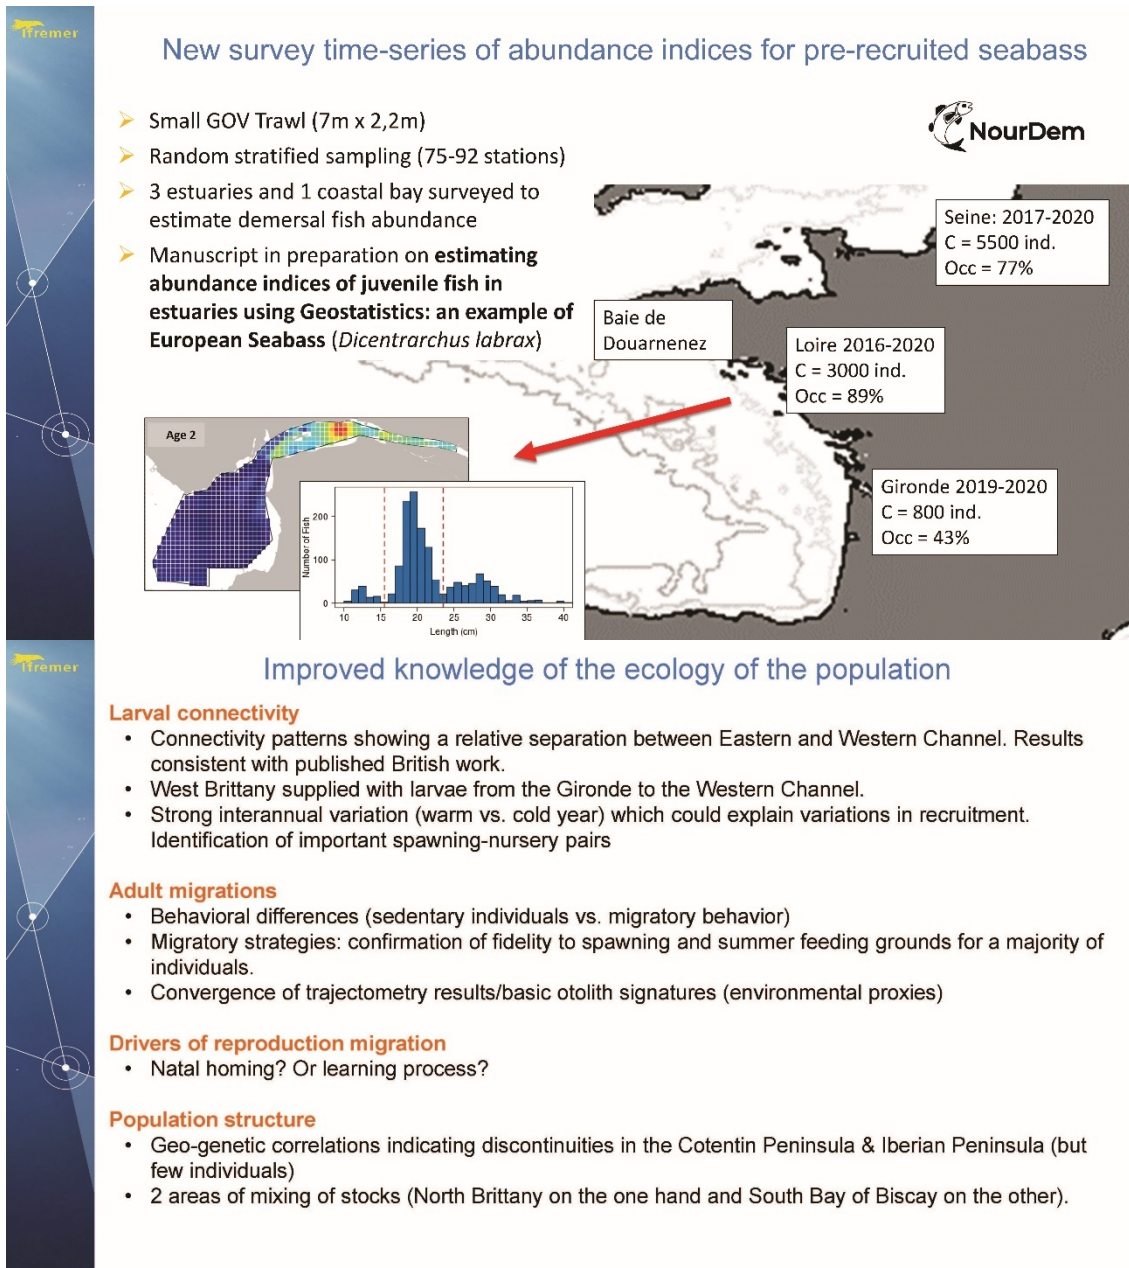 Ifremer
New survey time-series of abundance indices for pre-recruited seabass
Small GOV Trawl (7m x 2,2m)
Random stratified sampling (75-92 stations)
3 estuaries and 1 coastal bay surveyed to
estimate demersal fish abundance
Manuscript in preparation on estimating
abundance indices of juvenile fish in
estuaries using Geostatistics: an example of
European Seabass (Dicentrarchus labrax)
NourDem
Seine: 2017-2020
C = 5500 ind.
Occ = 77%
Baie de
Douarnenez
Loire 2016-2020
C = 3000 ind.
Occ = 89%
Gironde 2019-2020
C = 800 ind.
Occ = 43%
Age 2
Number of Fish
200
100
0
10 15 20 25 30 35 40
Length (cm)
Ifremer
Improved knowledge of the ecology of the population
Larval connectivity
• Connectivity patterns showing a relative separation between Eastern and Western Channel. Results
consistent with published British work.
• West Brittany supplied with larvae from the Gironde to the Western Channel.
• Strong interannual variation (warm vs. cold year) which could explain variations in recruitment.
Identification of important spawning-nursery pairs
Adult migrations
• Behavioral differences (sedentary individuals vs. migratory behavior)
• Migratory strategies: confirmation of fidelity to spawning and summer feeding grounds for a majority of
individuals.
• Convergence of trajectometry results/basic otolith signatures (environmental proxies)
Drivers of reproduction migration
• Natal homing? Or learning process?
Population structure
• Geo-genetic correlations indicating discontinuities in the Cotentin Peninsula & Iberian Peninsula (but
few individuals)
• 2 areas of mixing of stocks (North Brittany on the one hand and South Bay of Biscay on the other).